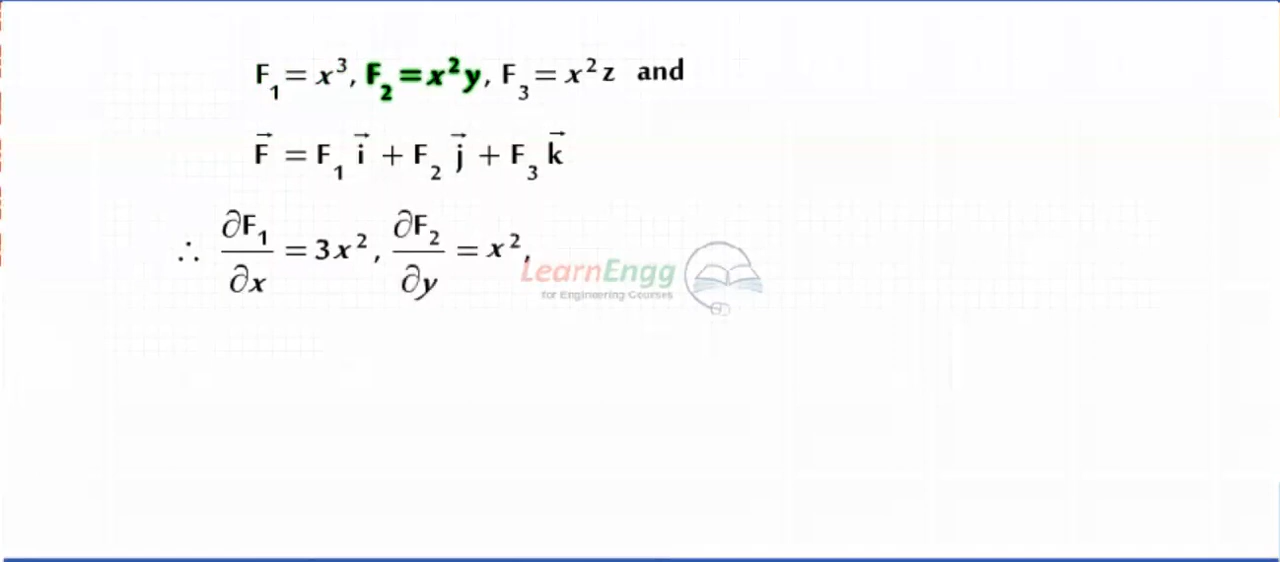 F₁ = x³, F₂ = x²y, F₃ = x²z and
F⃗ = F₁ i⃗ + F₂ j⃗ + F₃ k⃗
∴ ∂F₁/∂x = 3x², ∂F₂/∂y = x²,
LearnEngg
for Engineering Courses